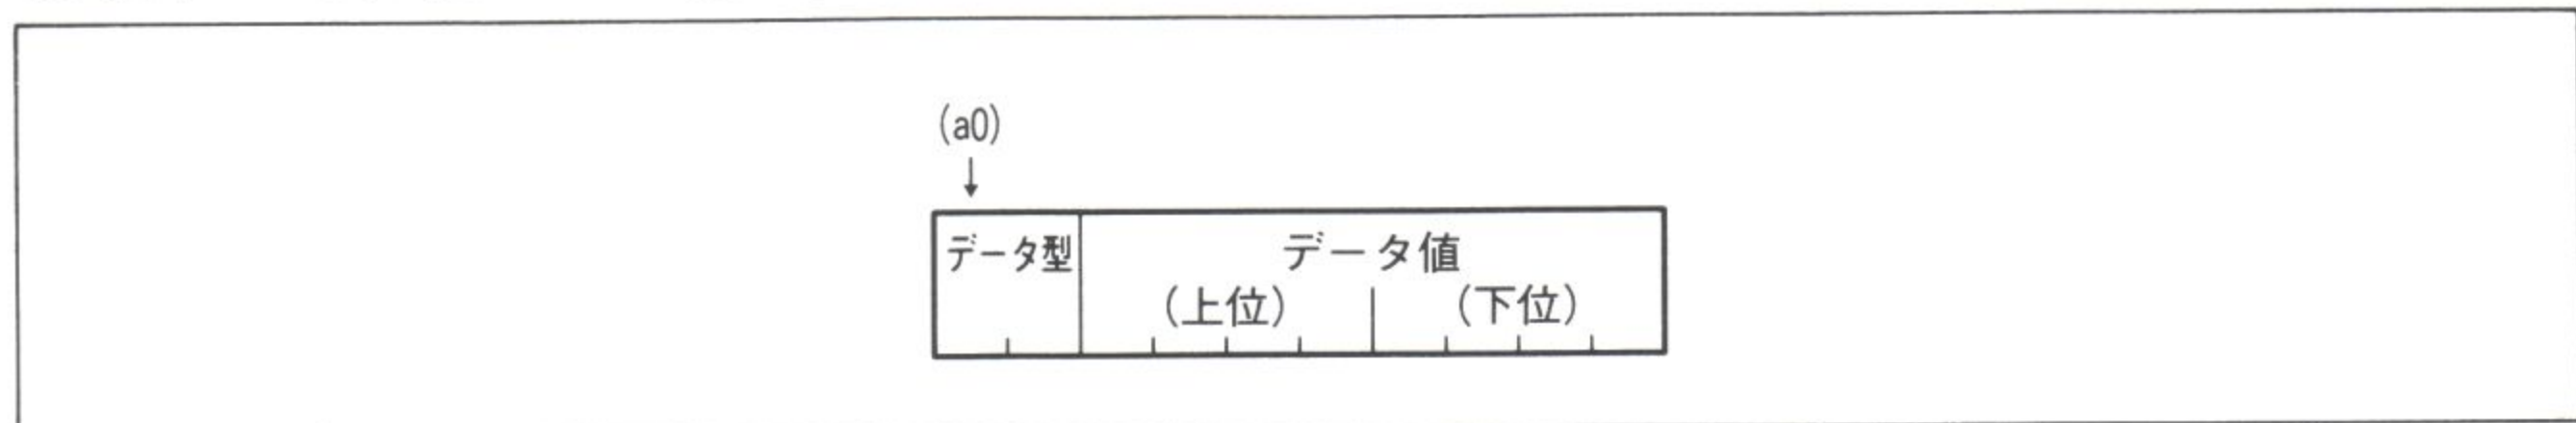 (a0)
データ型
データ値
(上位)
(下位)